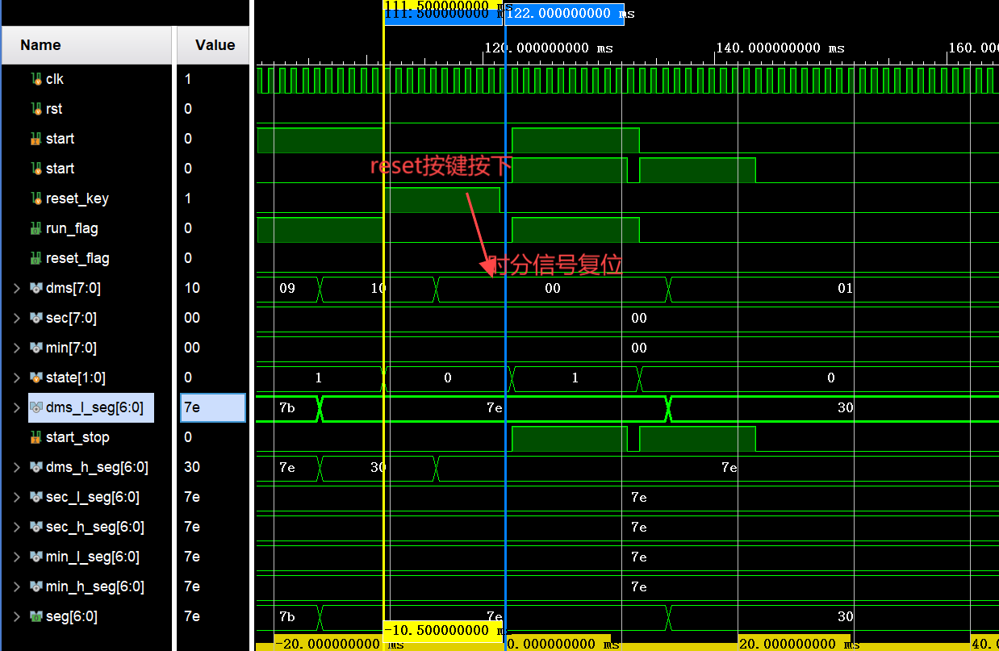 111.500000000 ms
111.500000000 ms 122.000000000 ms
Name Value
120.000000000 ms 140.000000000 ms 160.00
clk 1
rst 0
start 0
start 0
reset按键按下
reset_key 1
run_flag 0
reset_flag 0
时分信号复位
dms[7:0] 10 09 10 00 01
sec[7:0] 00 00
min[7:0] 00 00
state[1:0] 0 1 0 1 0
dms_l_seg[6:0] 7e 7b 7e 30
start_stop 0
dms_h_seg[6:0] 30 7e 30 7e
sec_l_seg[6:0] 7e 7e
sec_h_seg[6:0] 7e 7e
min_l_seg[6:0] 7e 7e
min_h_seg[6:0] 7e 7e
seg[6:0] 7e 7b 7e 30
-10.500000000 m
-20.000000000 ms 0.000000000 ms 20.000000000 ms 40.0